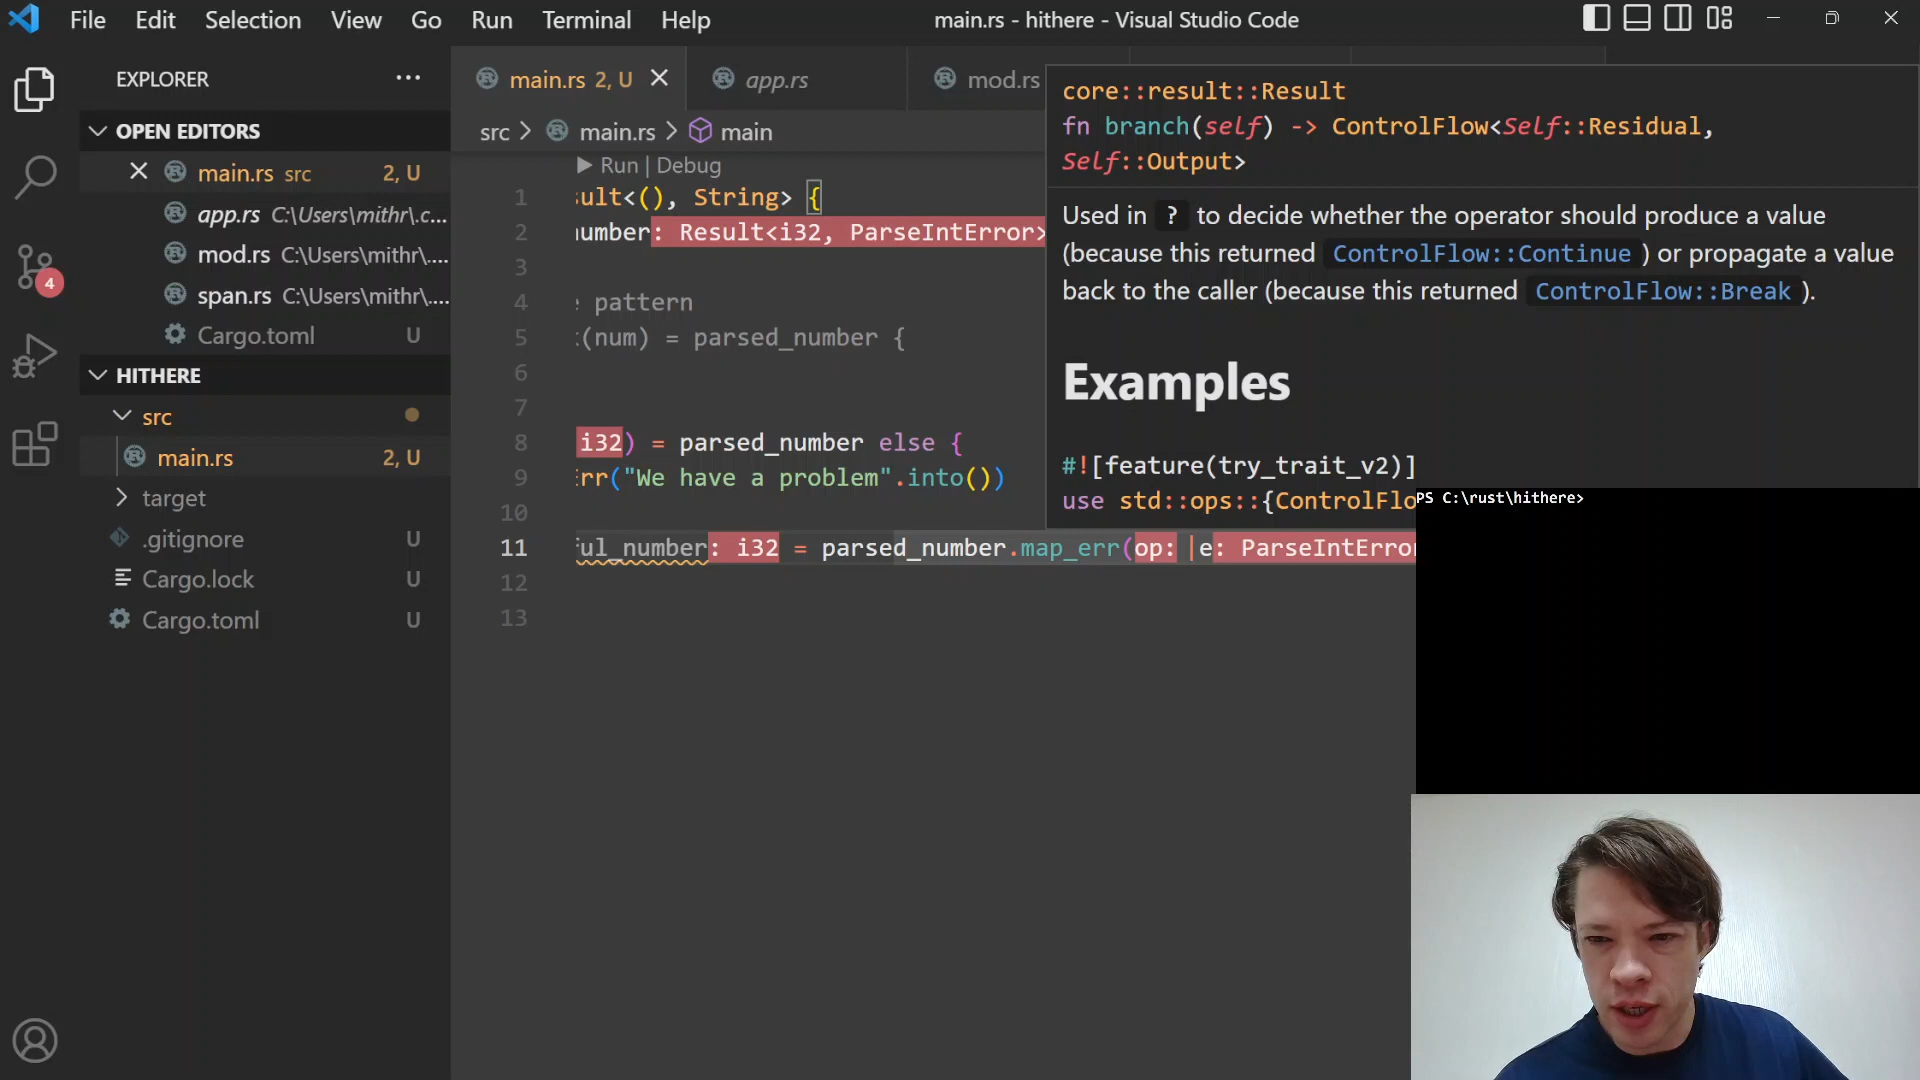 File Edit Selection View Go Run Terminal Help
main.rs - hithere - Visual Studio Code
EXPLORER
OPEN EDITORS
main.rs src 2, U
app.rs C:\Users\mithr\.c...
mod.rs C:\Users\mithr\....
span.rs C:\Users\mithr\....
Cargo.toml U
HITHERE
src
main.rs 2, U
target
.gitignore U
Cargo.lock U
Cargo.toml U
4
main.rs 2, U
app.rs
mod.rs
src > main.rs > main
Run | Debug
1 sult<(), String> {
2 number: Result<i32, ParseIntError>
3
4 e pattern
5 t(num) = parsed_number {
6
7
8 i32) = parsed_number else {
9 Err("We have a problem".into())
10
11 ful_number: i32 = parsed_number.map_err(op: |e: ParseIntError
12
13
core::result::Result
fn branch(self) -> ControlFlow<Self::Residual,
Self::Output>
Used in ? to decide whether the operator should produce a value
(because this returned ControlFlow::Continue ) or propagate a value
back to the caller (because this returned ControlFlow::Break ).
Examples
#![feature(try_trait_v2)]
use std::ops::{ControlFlo
PS C:\rust\hithere>